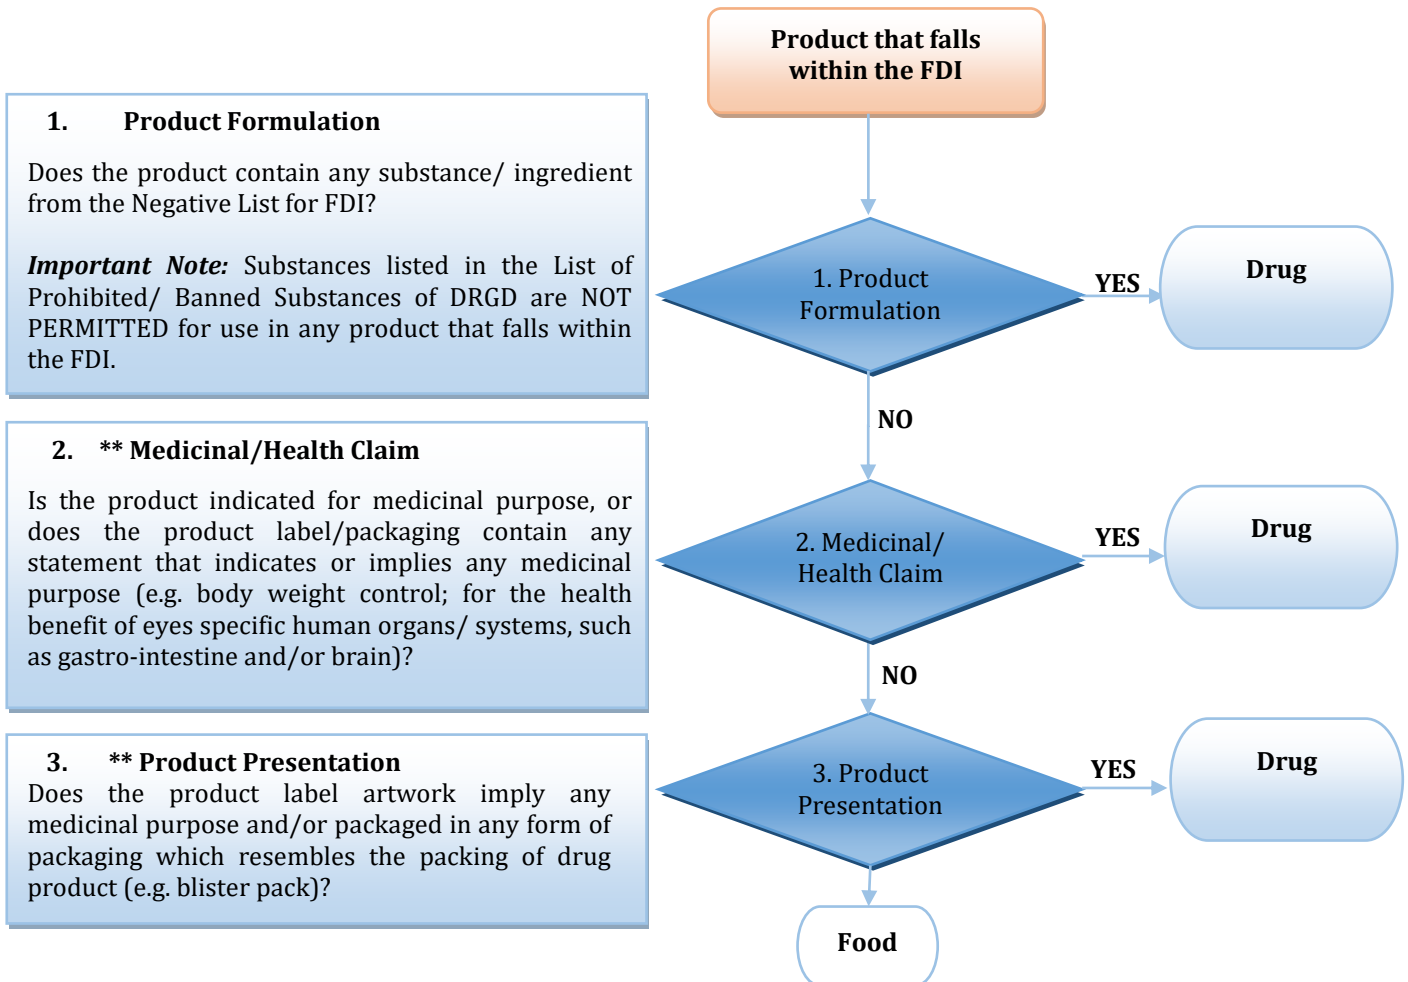 Product that falls
within the FDI
1. Product Formulation
Does the product contain any substance/ ingredient
from the Negative List for FDI?
Important Note: Substances listed in the List of
Prohibited/ Banned Substances of DRGD are NOT
PERMITTED for use in any product that falls within
the FDI.
1. Product
Formulation
YES
Drug
NO
2. ** Medicinal/Health Claim
Is the product indicated for medicinal purpose, or
does the product label/packaging contain any
statement that indicates or implies any medicinal
purpose (e.g. body weight control; for the health
benefit of eyes specific human organs/ systems, such
as gastro-intestine and/or brain)?
2. Medicinal/
Health Claim
YES
Drug
NO
3. ** Product Presentation
Does the product label artwork imply any
medicinal purpose and/or packaged in any form of
packaging which resembles the packing of drug
product (e.g. blister pack)?
3. Product
Presentation
YES
Drug
Food